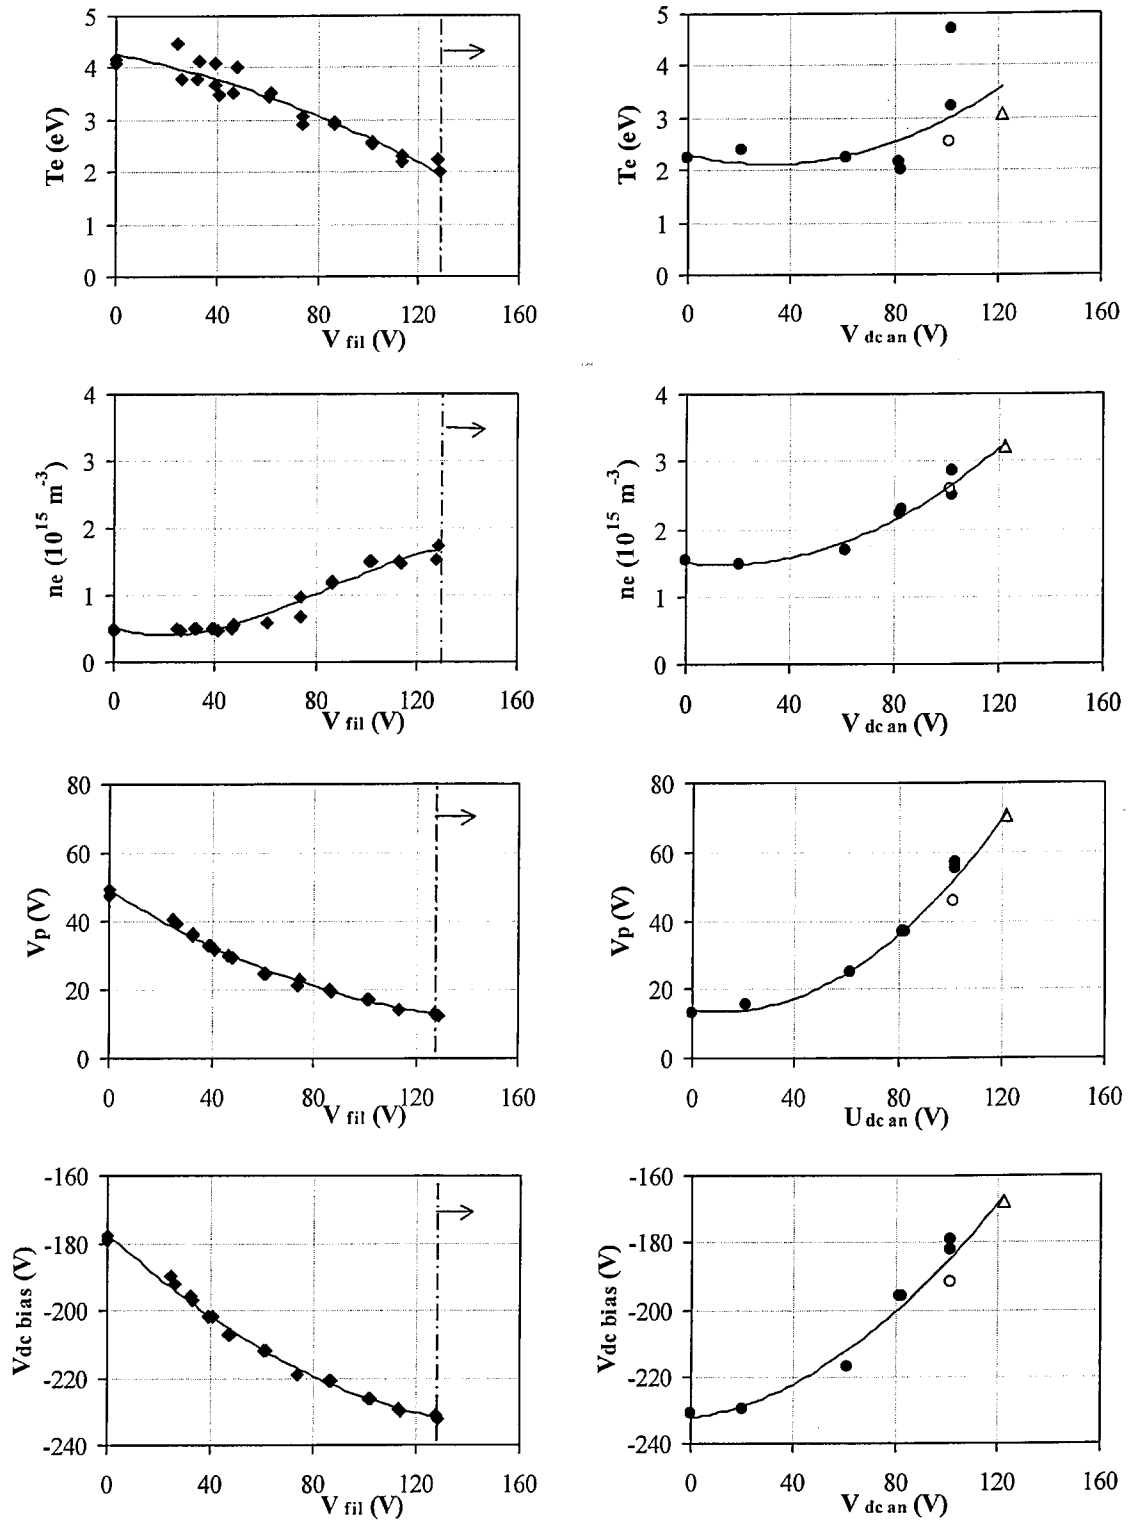 5
4
3
2
1
0
Te (eV)
0 40 80 120 160
V fil (V)
5
4
3
2
1
0
Te (eV)
0 40 80 120 160
V dc an (V)
4
3
2
1
0
ne (10^15 m^-3)
0 40 80 120 160
V fil (V)
4
3
2
1
0
ne (10^15 m^-3)
0 40 80 120 160
V dc an (V)
80
60
40
20
0
Vp (V)
0 40 80 120 160
V fil (V)
80
60
40
20
0
Vp (V)
0 40 80 120 160
U dc an (V)
-160
-180
-200
-220
-240
Vdc bias (V)
0 40 80 120 160
V fil (V)
-160
-180
-200
-220
-240
Vdc bias (V)
0 40 80 120 160
V dc an (V)